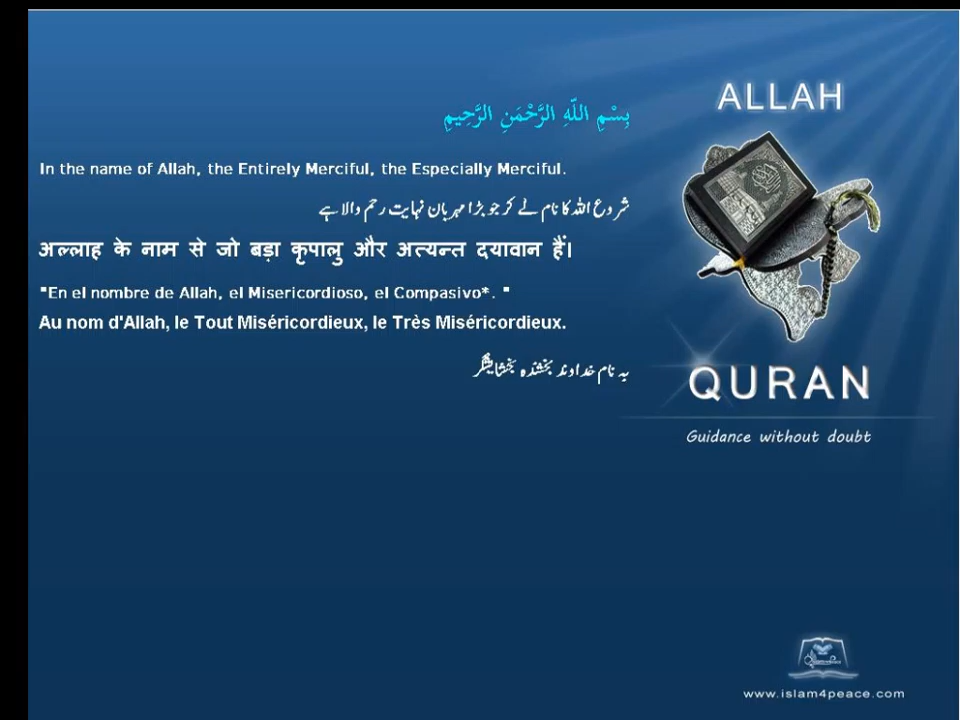 بِسْمِ اللَّهِ الرَّحْمَنِ الرَّحِيمِ
In the name of Allah, the Entirely Merciful, the Especially Merciful.
شروع اللہ کا نام لے کر جو بڑا مہربان نہایت رحم والا ہے
अल्लाह के नाम से जो बड़ा कृपालु और अत्यन्त दयावान हैं।
"En el nombre de Allah, el Misericordioso, el Compasivo*. "
Au nom d'Allah, le Tout Miséricordieux, le Très Miséricordieux.
به نام خداوند بخشنده بخشایشگر
ALLAH
QURAN
Guidance without doubt
www.islam4peace.com